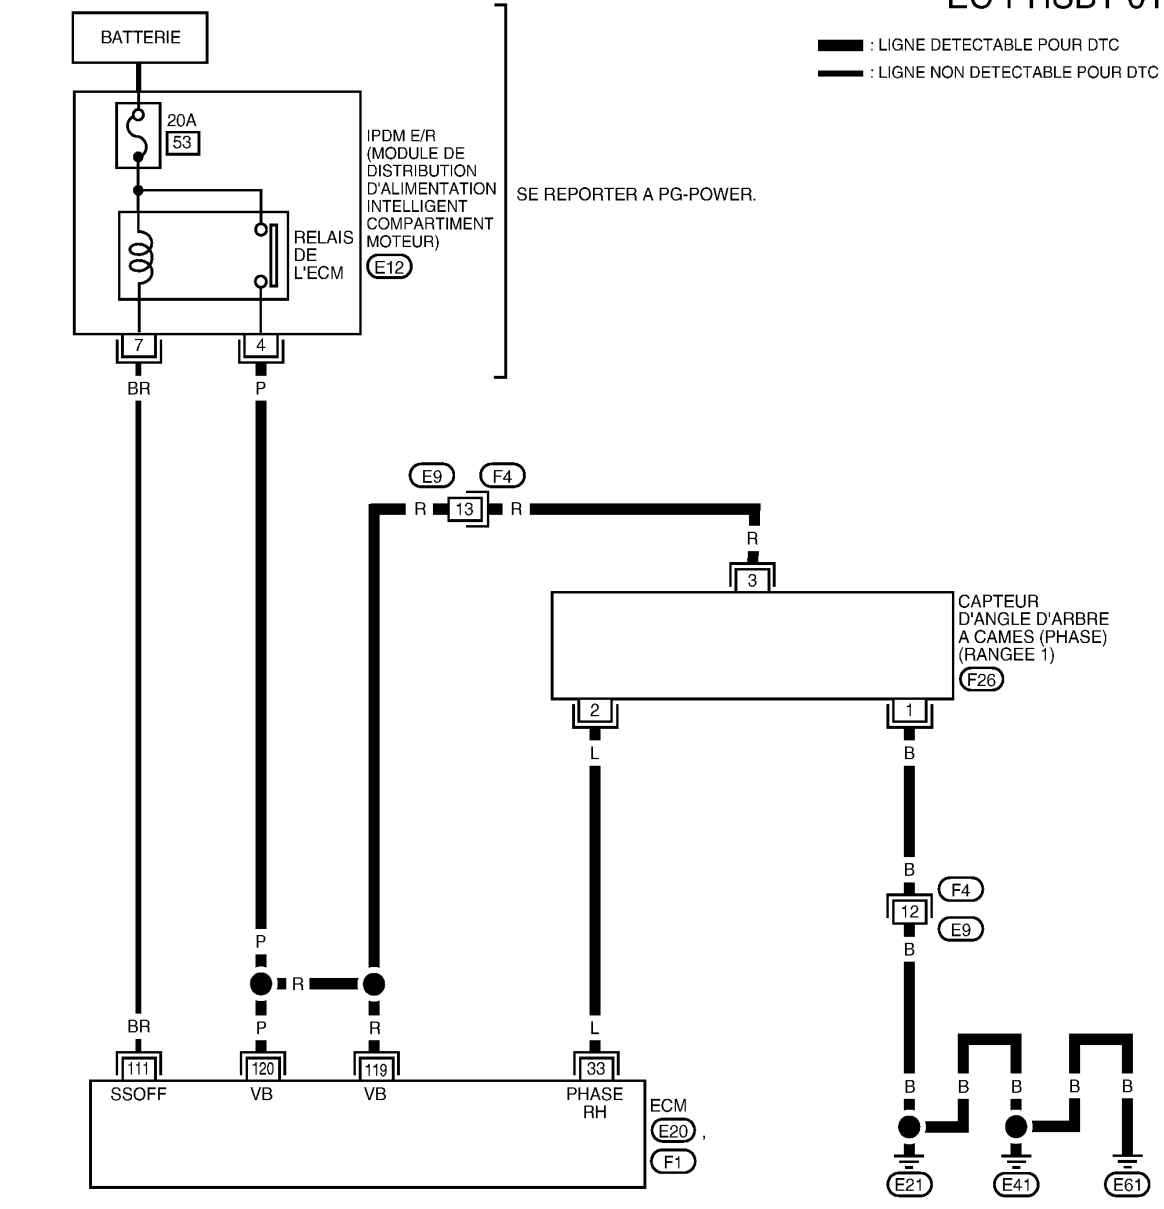 BATTERIE
: LIGNE DETECTABLE POUR DTC
: LIGNE NON DETECTABLE POUR DTC
20A
53
IPDM E/R
(MODULE DE
DISTRIBUTION
D'ALIMENTATION
INTELLIGENT
COMPARTIMENT
MOTEUR)
E12
SE REPORTER A PG-POWER.
RELAIS
DE
L'ECM
7
4
BR
P
E9
F4
R
13
R
R
3
CAPTEUR
D'ANGLE D'ARBRE
A CAMES (PHASE)
(RANGEE 1)
F26
2
1
L
B
B
F4
12
E9
B
P
R
BR
P
R
L
111
120
119
33
SSOFF
VB
VB
PHASE
RH
ECM
E20 ,
F1
B
B
B
B
B
E21
E41
E61